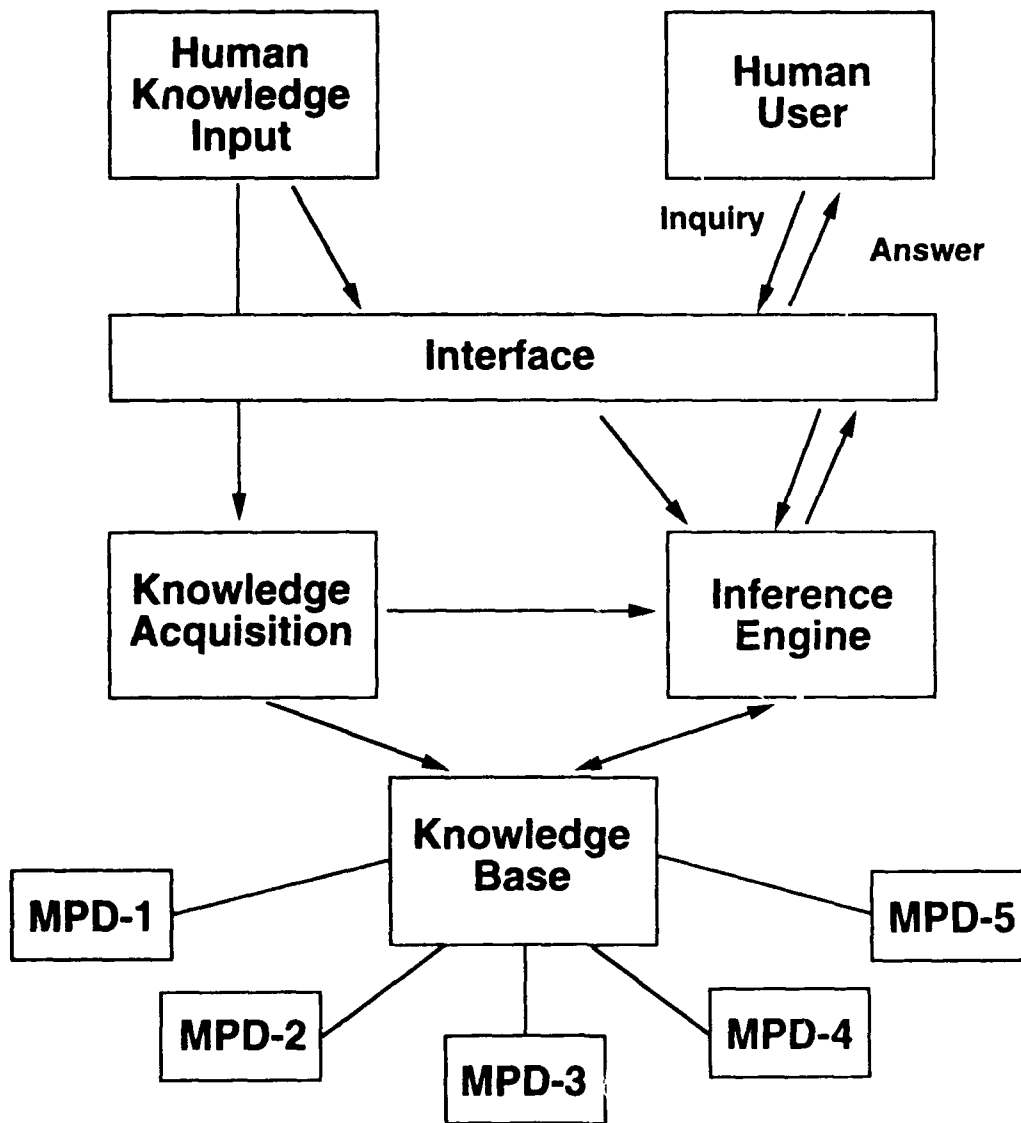 Human
Knowledge
Input
Human
User
Inquiry
Answer
Interface
Knowledge
Acquisition
Inference
Engine
Knowledge
Base
MPD-1
MPD-5
MPD-2
MPD-4
MPD-3